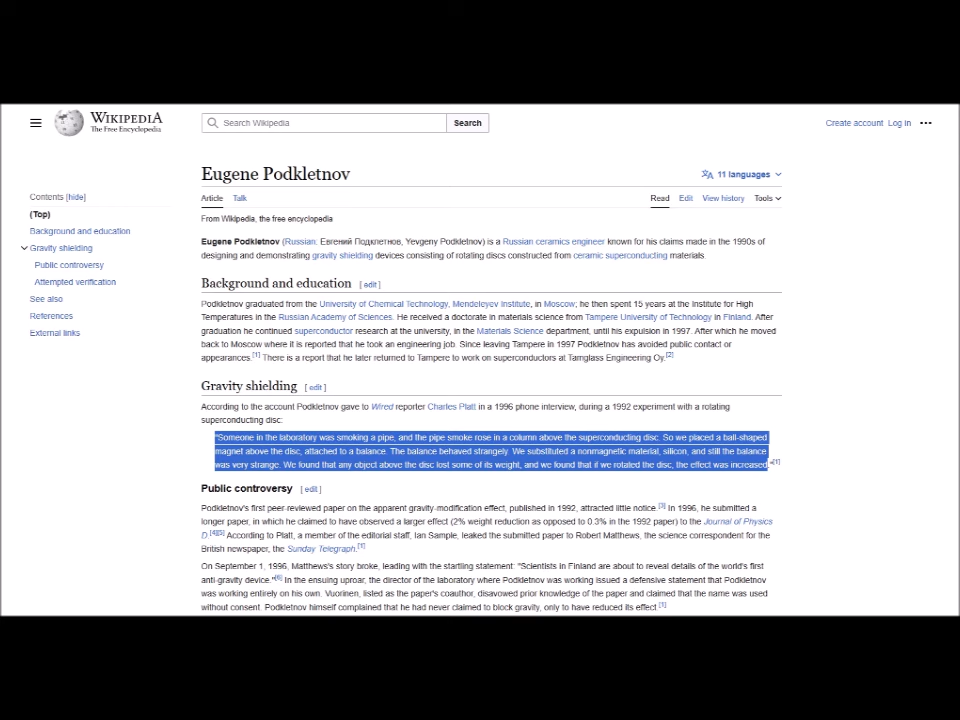 WIKIPEDIA
The Free Encyclopedia
Search Wikipedia
Search
Create account Log in
Contents [hide]
(Top)
Background and education
Gravity shielding
Public controversy
Attempted verification
See also
References
External links
Eugene Podkletnov
11 languages
Article Talk
Read Edit View history Tools
From Wikipedia, the free encyclopedia
Eugene Podkletnov (Russian: Евгений Подклетнов, Yevgeny Podkletnov) is a Russian ceramics engineer known for his claims made in the 1990s of
designing and demonstrating gravity shielding devices consisting of rotating discs constructed from ceramic superconducting materials.
Background and education [ edit ]
Podkletnov graduated from the University of Chemical Technology, Mendeleyev Institute, in Moscow; he then spent 15 years at the Institute for High
Temperatures in the Russian Academy of Sciences. He received a doctorate in materials science from Tampere University of Technology in Finland. After
graduation he continued superconductor research at the university, in the Materials Science department, until his expulsion in 1997. After which he moved
back to Moscow where it is reported that he took an engineering job. Since leaving Tampere in 1997 Podkletnov has avoided public contact or
appearances.[1] There is a report that he later returned to Tampere to work on superconductors at Tamglass Engineering Oy.[2]
Gravity shielding [ edit ]
According to the account Podkletnov gave to Wired reporter Charles Platt in a 1996 phone interview, during a 1992 experiment with a rotating
superconducting disc:
"Someone in the laboratory was smoking a pipe, and the pipe smoke rose in a column above the superconducting disc. So we placed a ball-shaped
magnet above the disc, attached to a balance. The balance behaved strangely. We substituted a nonmagnetic material, silicon, and still the balance
was very strange. We found that any object above the disc lost some of its weight, and we found that if we rotated the disc, the effect was increased."[1]
Public controversy [ edit ]
Podkletnov's first peer-reviewed paper on the apparent gravity-modification effect, published in 1992, attracted little notice.[3] In 1996, he submitted a
longer paper, in which he claimed to have observed a larger effect (2% weight reduction as opposed to 0.3% in the 1992 paper) to the Journal of Physics
D.[4][5] According to Platt, a member of the editorial staff, Ian Sample, leaked the submitted paper to Robert Matthews, the science correspondent for the
British newspaper, the Sunday Telegraph.[1]
On September 1, 1996, Matthews's story broke, leading with the startling statement: "Scientists in Finland are about to reveal details of the world's first
anti-gravity device."[6] In the ensuing uproar, the director of the laboratory where Podkletnov was working issued a defensive statement that Podkletnov
was working entirely on his own. Vuorinen, listed as the paper's coauthor, disavowed prior knowledge of the paper and claimed that the name was used
without consent. Podkletnov himself complained that he had never claimed to block gravity, only to have reduced its effect.[1]